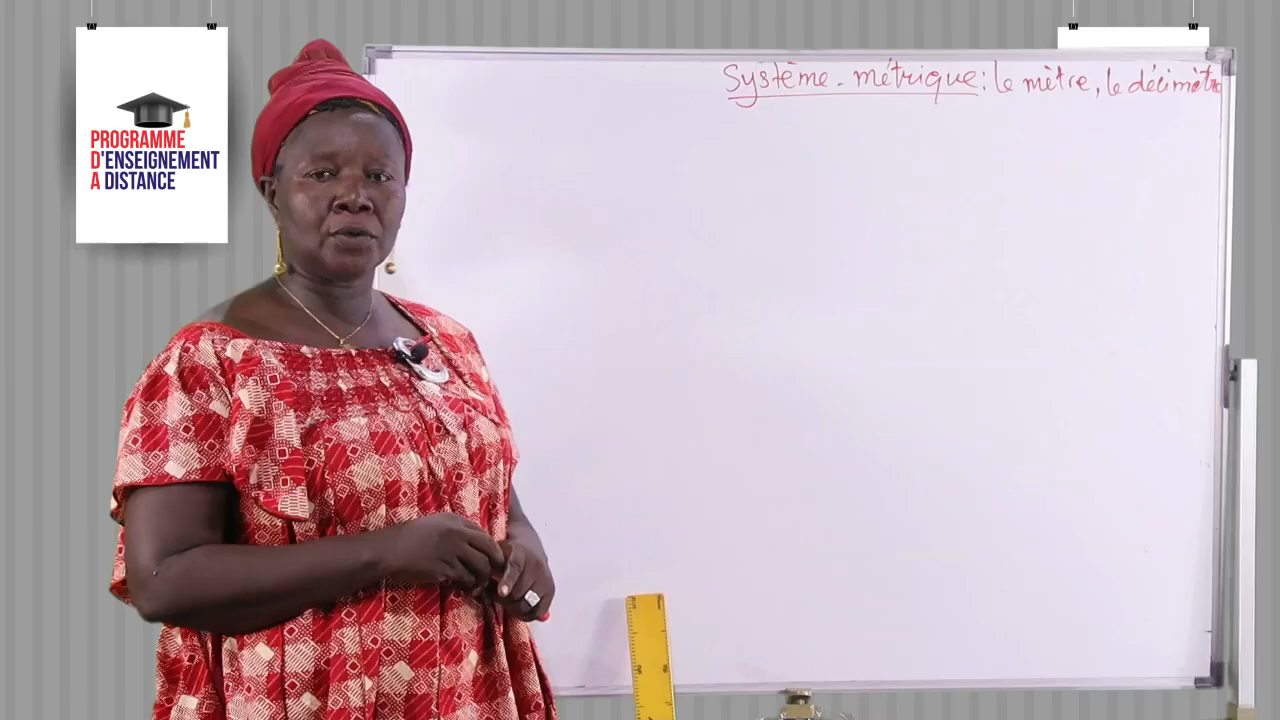 PROGRAMME
D'ENSEIGNEMENT
A DISTANCE
Système-métrique: le mètre, le décimètre